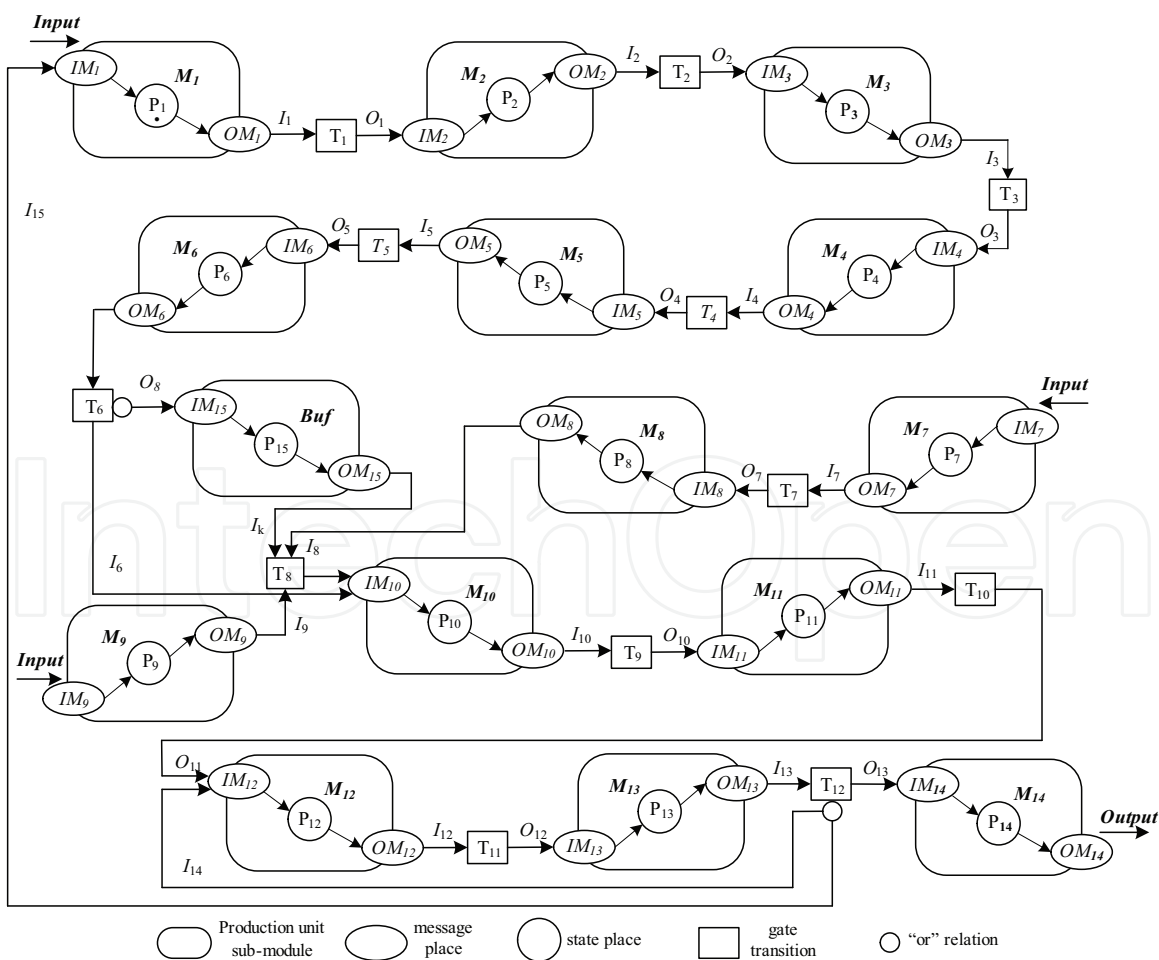 Input
IM1 P1 M1 OM1 I1 T1 O1 IM2 P2 M2 OM2 I2 T2 O2 IM3 P3 M3 OM3 I3
T3
I15
M6 IM6 P6 OM6 O5 T5 I5 OM5 M5 P5 IM5 O4 T4 I4 OM4 M4 P4 IM4 O3
T6 O8 IM15 P15 Buf OM15
OM8 M8 P8 IM8 O7 T7 I7 OM7 M7 P7 IM7
Input
I6 Ik I8 T8 I9
Input
IM9 P9 M9 OM9
IM10 P10 M10 OM10 I10 T9 O10 IM11 P11 M11 OM11 I11 T10
IntechOpen
O11 IM12 P12 M12 OM12 I12 T11 O12 IM13 P13 M13 OM13 I13 T12 O13 IM14 P14 M14 OM14
Output
I14
Production unit
sub-module
message
place
state place
gate
transition
“or” relation